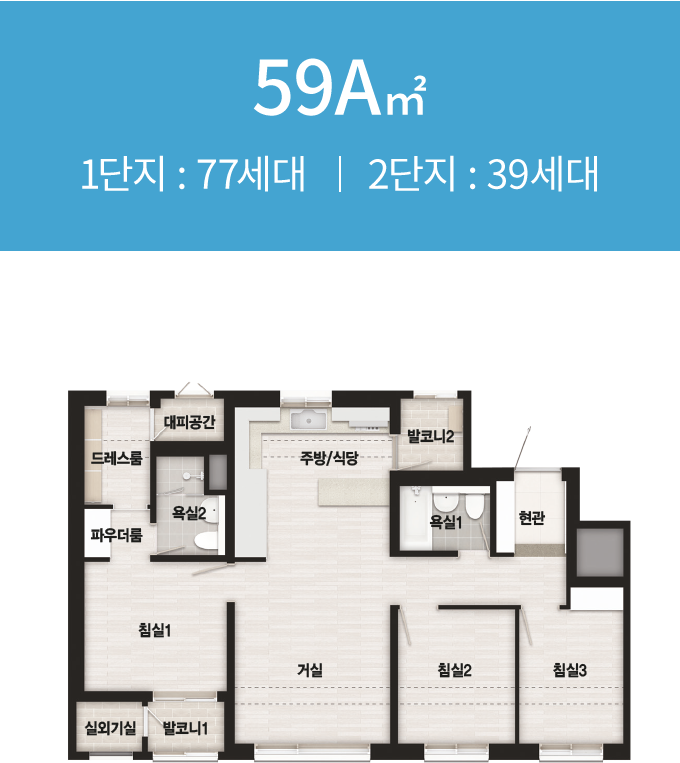 59A㎡
1단지 : 77세대 | 2단지 : 39세대
대피공간
발코니2
드레스룸
주방/식당
욕실2
욕실1
현관
파우더룸
침실1
거실
침실2
침실3
실외기실
발코니1